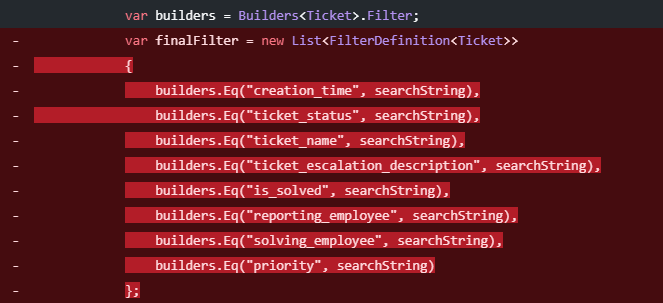 var builders = Builders<Ticket>.Filter;
- var finalFilter = new List<FilterDefinition<Ticket>>
- {
- builders.Eq("creation_time", searchString),
- builders.Eq("ticket_status", searchString),
- builders.Eq("ticket_name", searchString),
- builders.Eq("ticket_escalation_description", searchString),
- builders.Eq("is_solved", searchString),
- builders.Eq("reporting_employee", searchString),
- builders.Eq("solving_employee", searchString),
- builders.Eq("priority", searchString)
- };